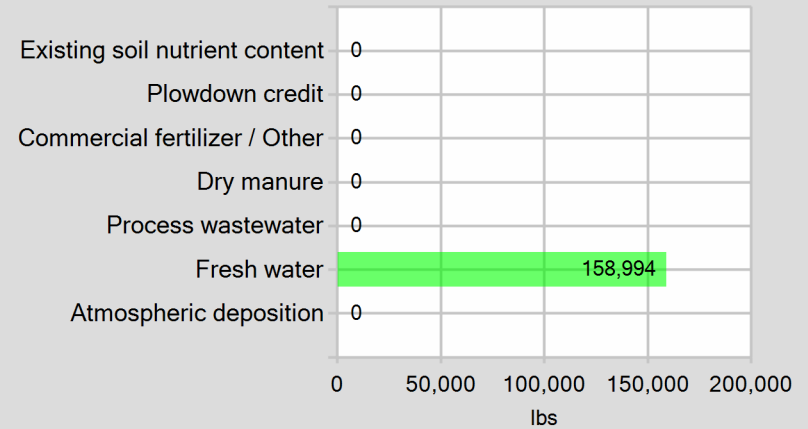 Existing soil nutrient content 0
Plowdown credit 0
Commercial fertilizer / Other 0
Dry manure 0
Process wastewater 0
Fresh water 158,994
Atmospheric deposition 0
0 50,000 100,000 150,000 200,000
lbs